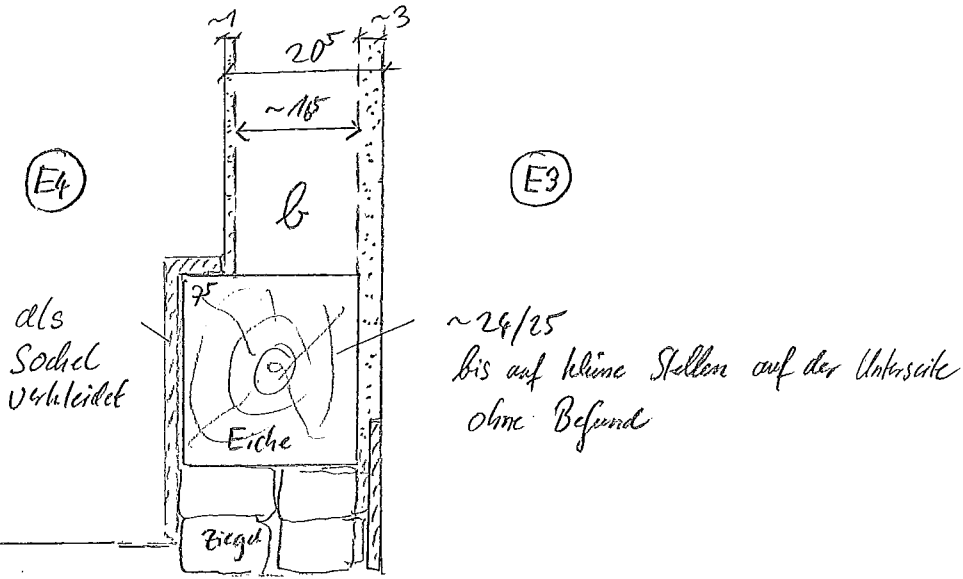 ~1
~3
20⁵
~16⁵
E4
E3
b
7⁵
als
Sockel
verkleidet
~24/25
bis auf kleine Stellen auf der Unterseite
ohne Befund
Eiche
Ziegel